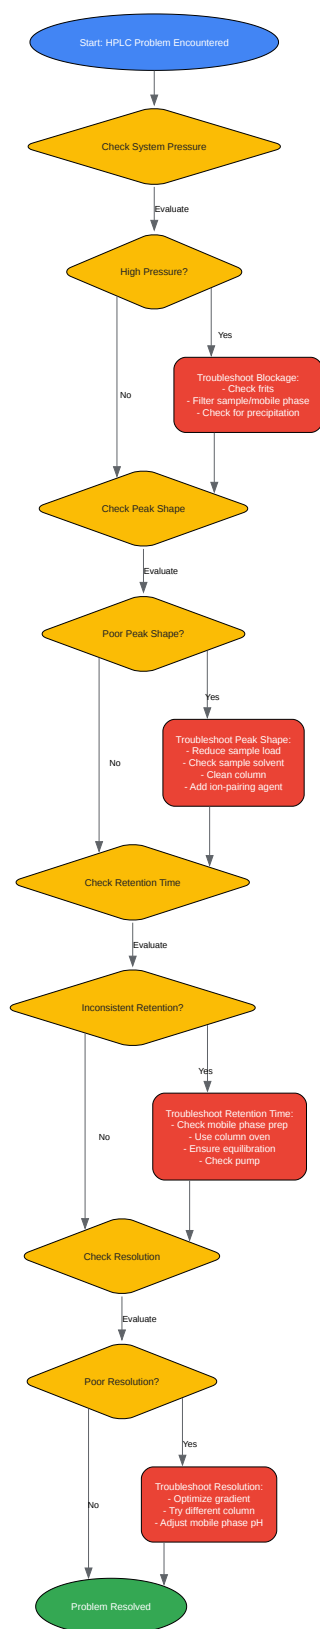 Start: HPLC Problem Encountered
Check System Pressure
Evaluate
High Pressure?
Yes
Troubleshoot Blockage:
- Check frits
- Filter sample/mobile phase
- Check for precipitation
No
Check Peak Shape
Evaluate
Poor Peak Shape?
Yes
Troubleshoot Peak Shape:
- Reduce sample load
- Check sample solvent
- Clean column
- Add ion-pairing agent
No
Check Retention Time
Evaluate
Inconsistent Retention?
Yes
Troubleshoot Retention Time:
- Check mobile phase prep
- Use column oven
- Ensure equilibration
- Check pump
No
Check Resolution
Evaluate
Poor Resolution?
Yes
Troubleshoot Resolution:
- Optimize gradient
- Try different column
- Adjust mobile phase pH
No
Problem Resolved